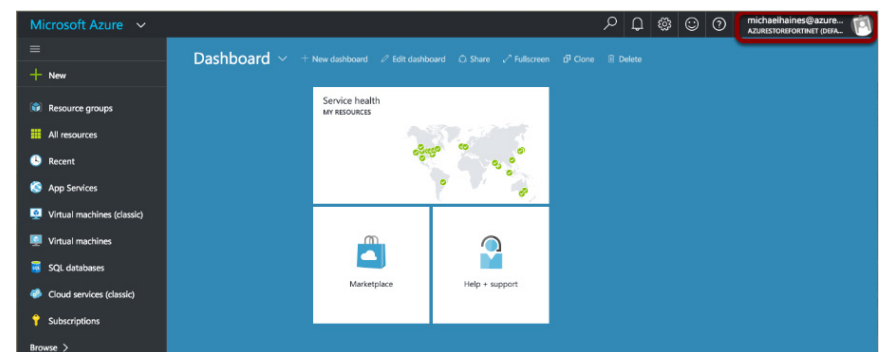 Microsoft Azure
michaelhaines@azure...
AZURESTOREFORTINET (DEFA...
Dashboard
+ New dashboard
Edit dashboard
Share
Fullscreen
Clone
Delete
New
Resource groups
All resources
Recent
App Services
Virtual machines (classic)
Virtual machines
SQL databases
Cloud services (classic)
Subscriptions
Browse >
Service health
MY RESOURCES
Marketplace
Help + support